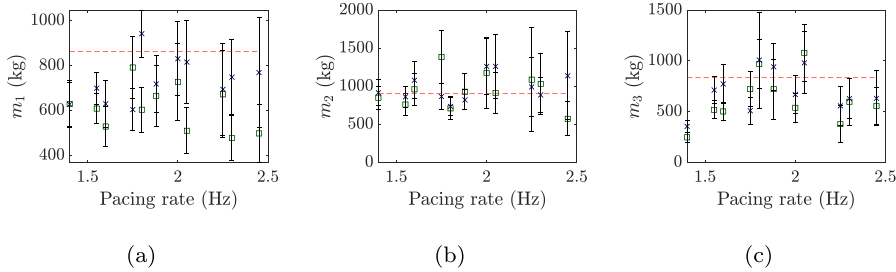 1000
800
600
400
m₁ (kg)
1.5 2 2.5
Pacing rate (Hz)
(a)
2000
1500
1000
500
0
m₂ (kg)
1.5 2 2.5
Pacing rate (Hz)
(b)
1500
1000
500
0
m₃ (kg)
1.5 2 2.5
Pacing rate (Hz)
(c)